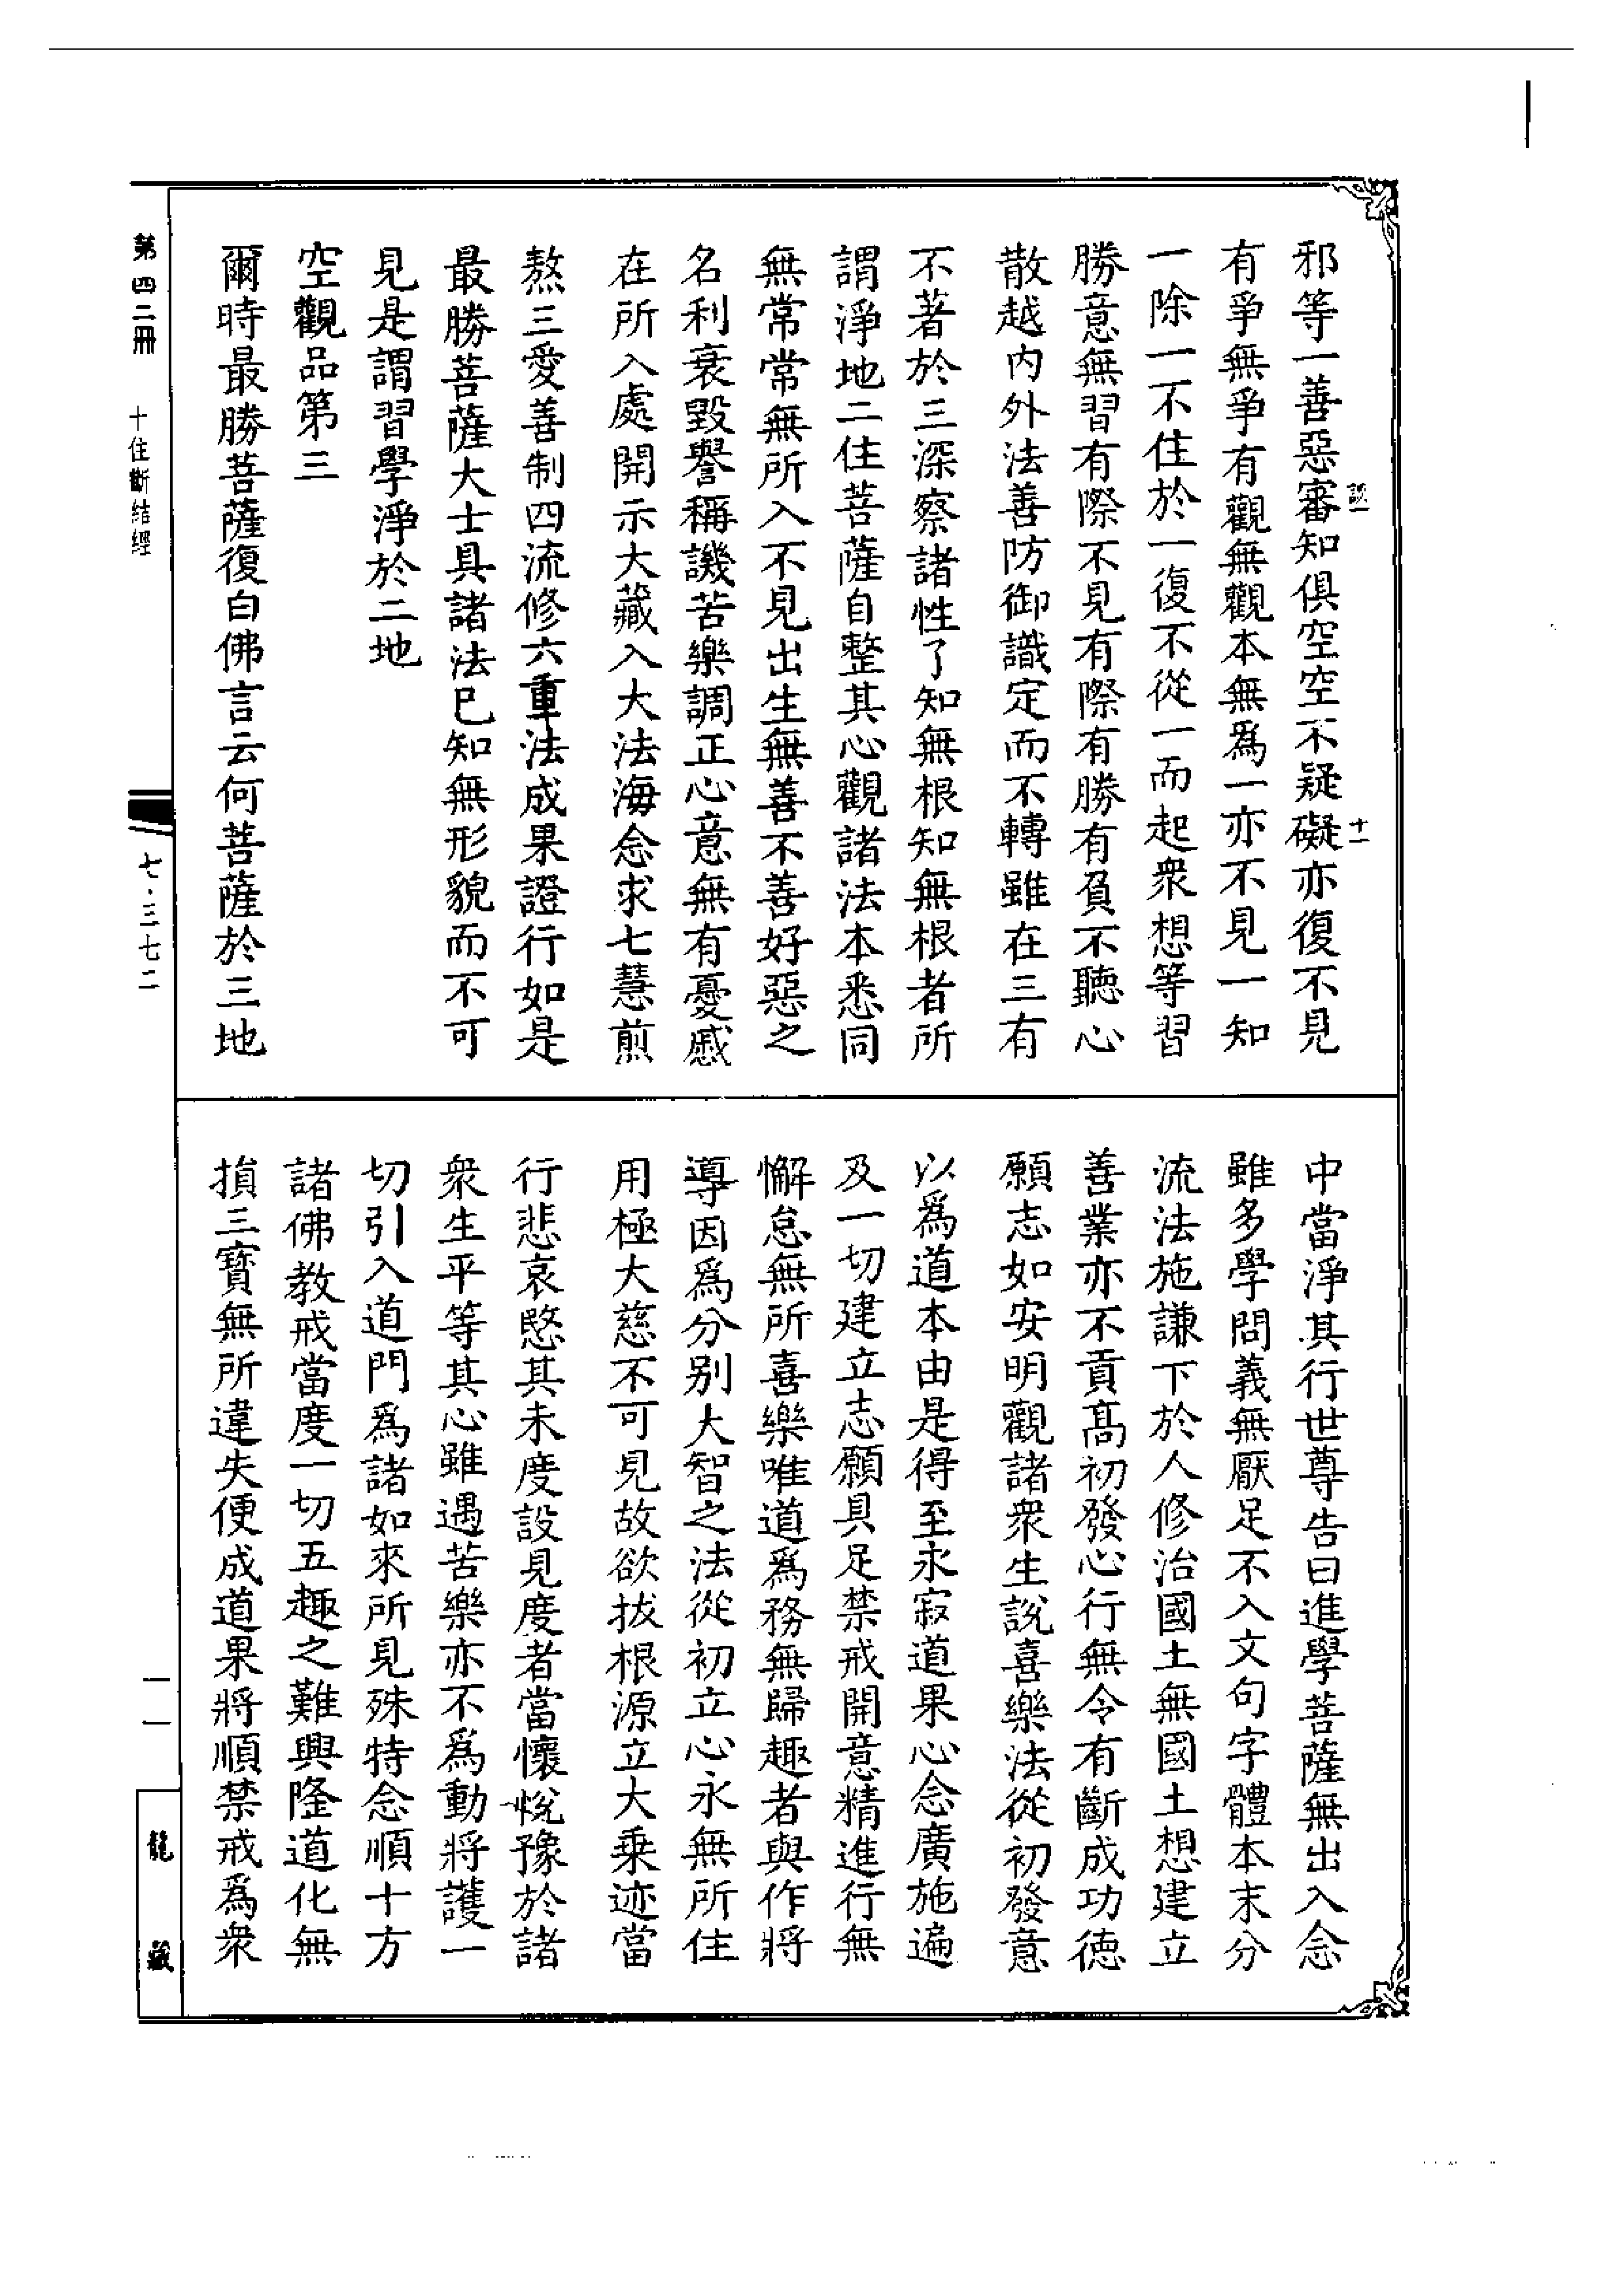 邪等一善惡審知俱空空不疑礙亦復不見
有爭無爭有觀無觀本無爲一亦不見一知
一除一不住於一復不從一而起衆想等習
勝意無習有際不見有際有勝有負不聽心
散越內外法善防御識定而不轉雖在三有
不著於三深察諸性了知無根知無根者所
謂淨地二住菩薩自整其心觀諸法本悉同
無常常無所入不見出生無善不善好惡之
名利衰毀譽稱譏苦樂調正心意無有憂慼
在所入處開示大藏入大法海念求七慧煎
熬三愛善制四流修六重法成果證行如是
最勝菩薩大士具諸法已知無形貌而不可
見是謂習學淨於二地
空觀品第三
爾時最勝菩薩復白佛言云何菩薩於三地
中當淨其行世尊告曰進學菩薩無出入念
雖多學問義無厭足不入文句字體本末分
流法施謙下於人修治國土無國土想建立
善業亦不貢高初發心行無令有斷成功德
願志如安明觀諸衆生說喜樂法從初發意
以爲道本由是得至永寂道果心念廣施遍
及一切建立志願具足禁戒開意精進行無
懈怠無所喜樂唯道爲務無歸趣者與作將
導因爲分別大智之法從初立心永無所住
用極大慈不可見故欲拔根源立大乘迹當
行悲哀愍其未度設見度者當懷悅豫於諸
衆生平等其心雖遇苦樂亦不爲動將護一
切引入道門爲諸如來所見殊特念順十方
諸佛教戒當度一切五趣之難興隆道化無
損三寶無所違失便成道果將順禁戒爲衆
十一
第四二冊
十住斷結經
七·三七二
一一
龍藏